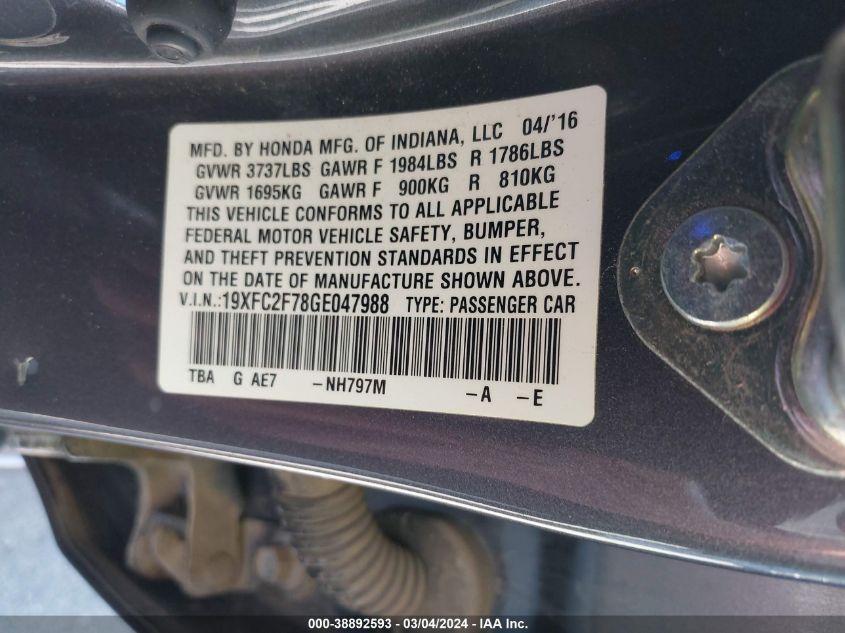 MFD. BY HONDA MFG. OF INDIANA, LLC 04/'16
GVWR 3737LBS GAWR F 1984LBS R 1786LBS
GVWR 1695KG GAWR F 900KG R 810KG
THIS VEHICLE CONFORMS TO ALL APPLICABLE
FEDERAL MOTOR VEHICLE SAFETY, BUMPER,
AND THEFT PREVENTION STANDARDS IN EFFECT
ON THE DATE OF MANUFACTURE SHOWN ABOVE.
V.I.N.:19XFC2F78GE047988 TYPE: PASSENGER CAR
TBA G AE7 -NH797M -A -E
000-38892593 - 03/04/2024 - IAA Inc.